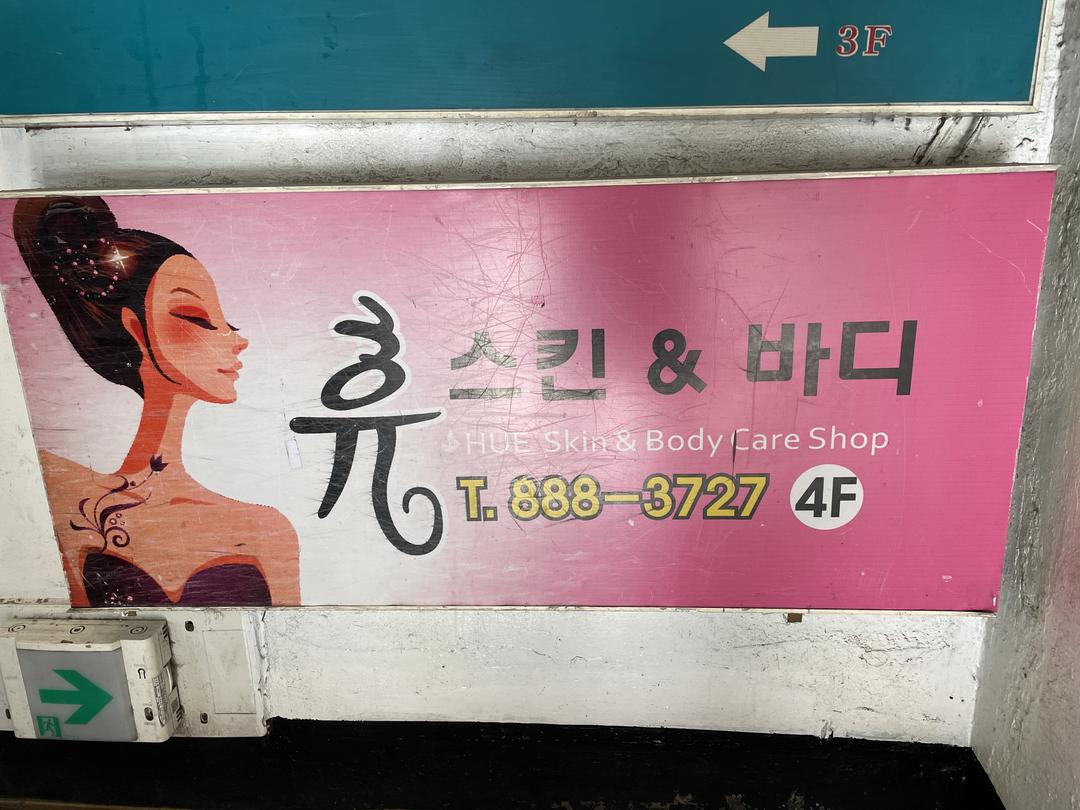 3F
휴 스킨 & 바디
HUE Skin & Body Care Shop
T. 888-3727 4F